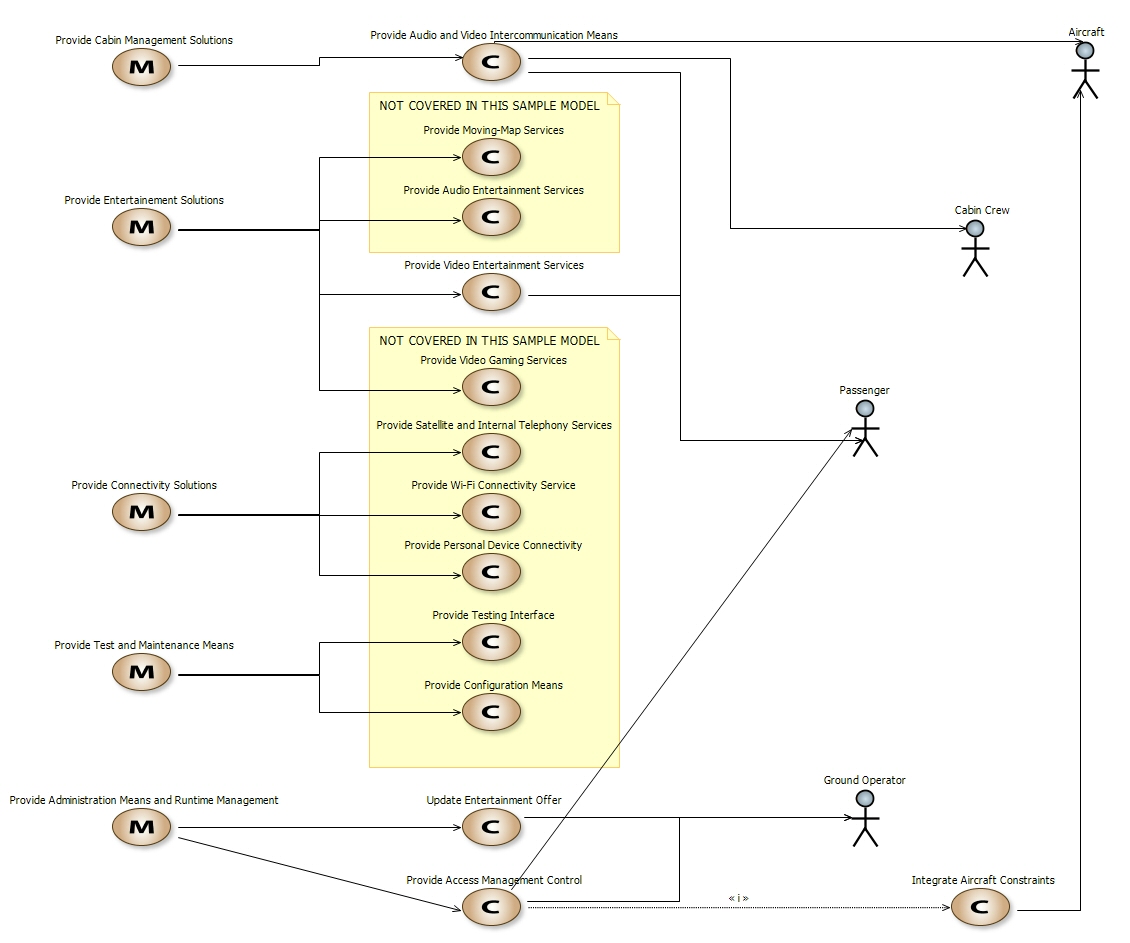 Aircraft
Provide Cabin Management Solutions
Provide Audio and Video Intercommunication Means
M
C
NOT COVERED IN THIS SAMPLE MODEL
Provide Moving-Map Services
C
Provide Audio Entertainment Services
Provide Entertainement Solutions
C
M
Cabin Crew
Provide Video Entertainment Services
C
NOT COVERED IN THIS SAMPLE MODEL
Provide Video Gaming Services
C
Passenger
Provide Satellite and Internal Telephony Services
C
Provide Connectivity Solutions
Provide Wi-Fi Connectivity Service
M
C
Provide Personal Device Connectivity
C
Provide Testing Interface
C
Provide Test and Maintenance Means
M
Provide Configuration Means
C
Ground Operator
Provide Administration Means and Runtime Management
Update Entertainment Offer
M
C
Provide Access Management Control
Integrate Aircraft Constraints
«i»
C
C